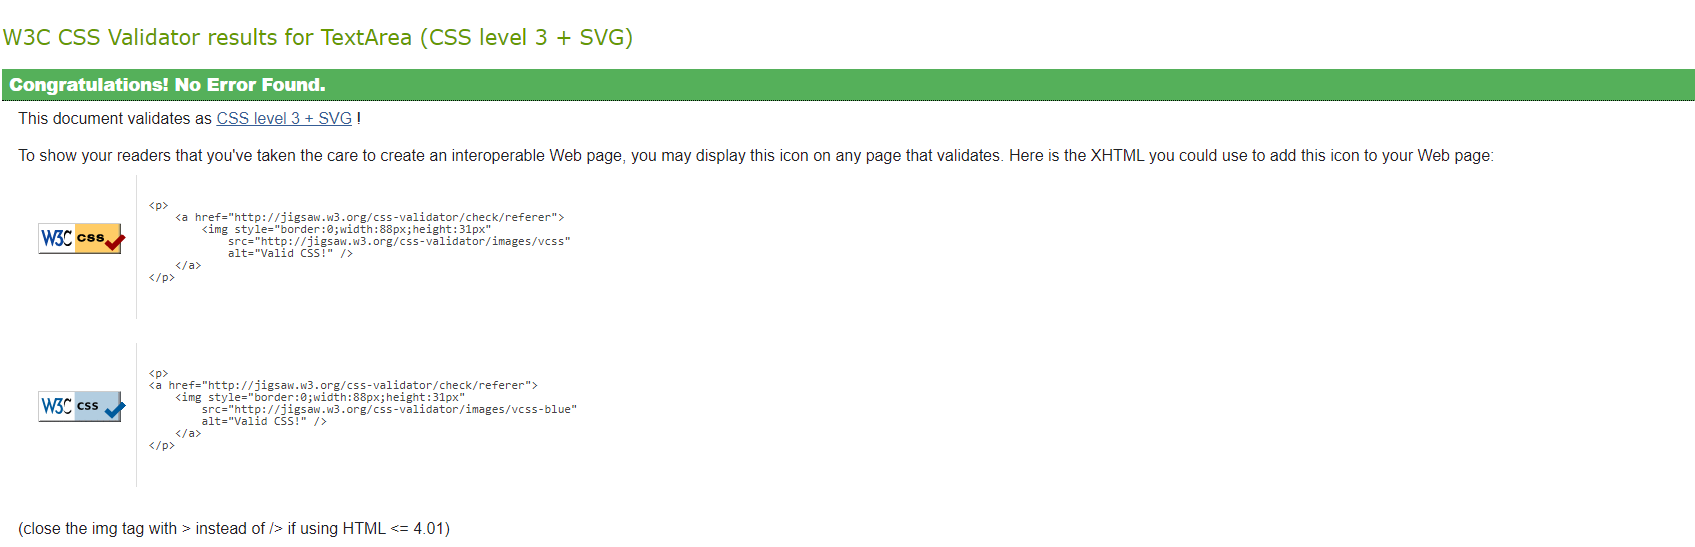 W3C CSS Validator results for TextArea (CSS level 3 + SVG)
Congratulations! No Error Found.
This document validates as CSS level 3 + SVG !
To show your readers that you've taken the care to create an interoperable Web page, you may display this icon on any page that validates. Here is the XHTML you could use to add this icon to your Web page:
W3C css
<p>
<a href="http://jigsaw.w3.org/css-validator/check/referer">
<img style="border:0;width:88px;height:31px"
src="http://jigsaw.w3.org/css-validator/images/vcss"
alt="Valid CSS!" />
</a>
</p>
W3C css
<p>
<a href="http://jigsaw.w3.org/css-validator/check/referer">
<img style="border:0;width:88px;height:31px"
src="http://jigsaw.w3.org/css-validator/images/vcss-blue"
alt="Valid CSS!" />
</a>
</p>
(close the img tag with > instead of /> if using HTML <= 4.01)